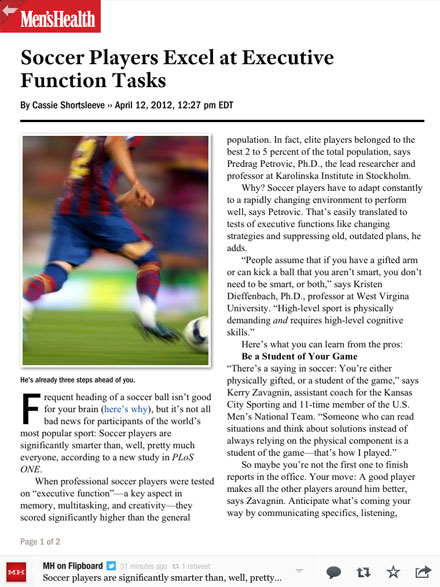 Men'sHealth
Soccer Players Excel at Executive
Function Tasks
By Cassie Shortsleeve ›› April 12, 2012, 12:27 pm EDT
He's already three steps ahead of you.
Frequent heading of a soccer ball isn't good
for your brain (here's why), but it's not all
bad news for participants of the world's
most popular sport: Soccer players are
significantly smarter than, well, pretty much
everyone, according to a new study in PLoS
ONE.
When professional soccer players were tested
on “executive function”—a key aspect in
memory, multitasking, and creativity—they
scored significantly higher than the general
population. In fact, elite players belonged to the
best 2 to 5 percent of the total population, says
Predrag Petrovic, Ph.D., the lead researcher and
professor at Karolinska Institute in Stockholm.
Why? Soccer players have to adapt constantly
to a rapidly changing environment to perform
well, says Petrovic. That's easily translated to
tests of executive functions like changing
strategies and suppressing old, outdated plans, he
adds.
“People assume that if you have a gifted arm
or can kick a ball that you aren't smart, you don't
need to be smart, or both,” says Kristen
Dieffenbach, Ph.D., professor at West Virgina
University. “High-level sport is physically
demanding and requires high-level cognitive
skills.”
Here's what you can learn from the pros:
Be a Student of Your Game
“There's a saying in soccer: You're either
physically gifted, or a student of the game,” says
Kerry Zavagnin, assistant coach for the Kansas
City Sporting and 11-time member of the U.S.
Men's National Team. “Someone who can read
situations and think about solutions instead of
always relying on the physical component is a
student of the game—that's how I played.”
So maybe you're not the first one to finish
reports in the office. Your move: A good player
makes all the other players around him better,
says Zavagnin. Anticipate what's coming your
way by communicating specifics, listening,
Page 1 of 2
MH
MH on Flipboard 31 minutes ago 1 retweet
Soccer players are significantly smarter than, well, pretty...